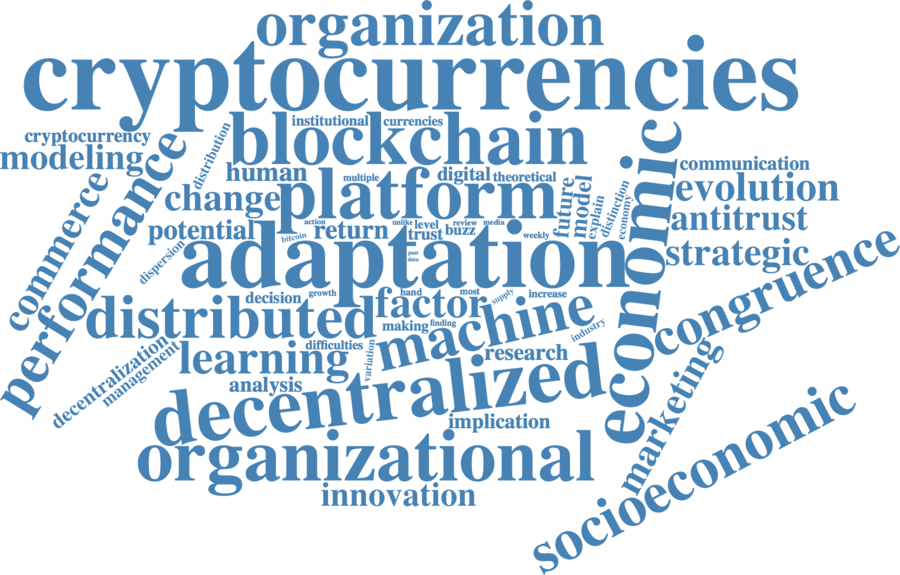 organization
cryptocurrencies
institutional
currencies
blockchain
cryptocurrency
modeling
distribution
performance
commerce
human
multiple
digital
theoretical
communication
change
platform
future
model
explain
distinction
economy
economic
evolution
antitrust
strategic
potential
action
return
unlike
level
trust
review
buzz
media
weekly
bitcoin
dispersion
adaptation
post
data
congruence
decision
growth
hand
most
supply
increase
distributed
factor
making
finding
machine
industry
difficulties
variation
learning
research
decentralization
management
analysis
decentralized
implication
marketing
organizational
innovation
socioeconomic